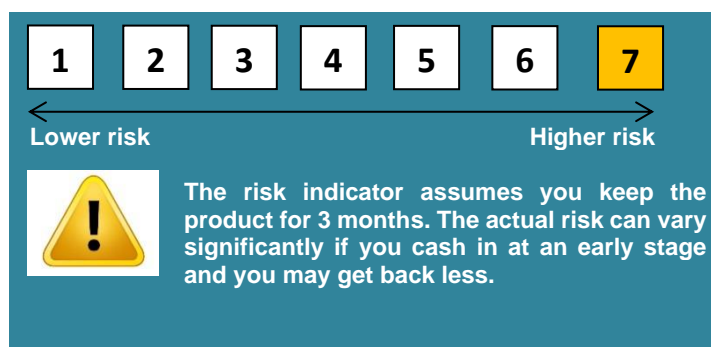 1 2 3 4 5 6 7
Lower risk Higher risk
The risk indicator assumes you keep the
product for 3 months. The actual risk can vary
significantly if you cash in at an early stage
and you may get back less.